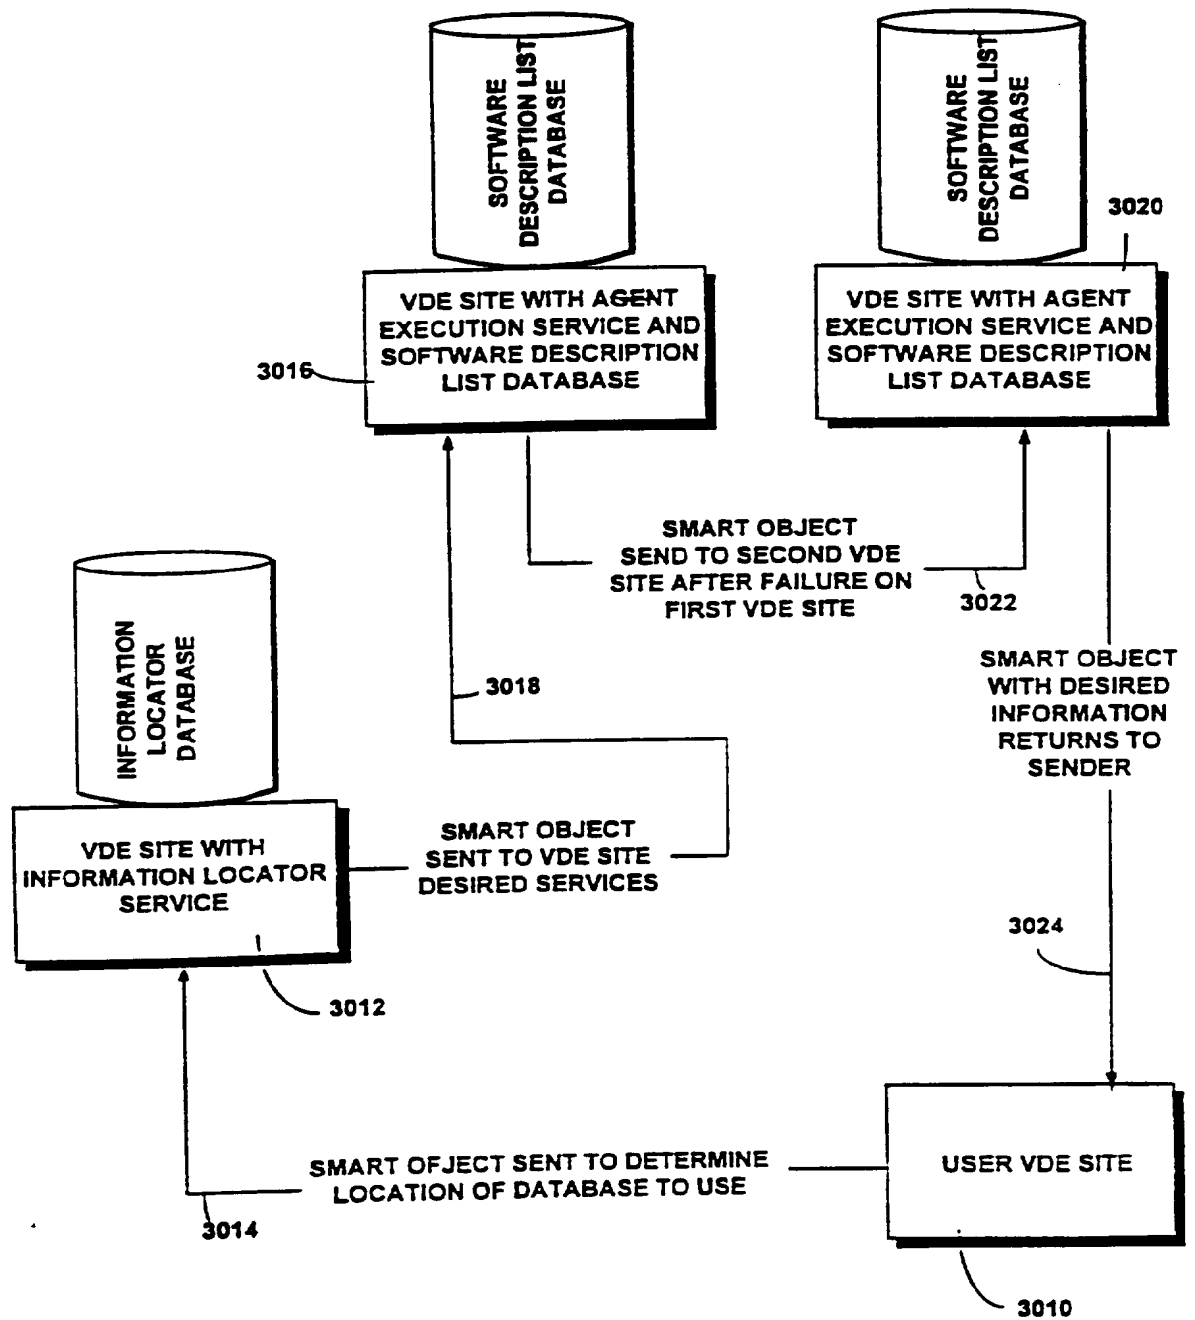 SOFTWARE
DESCRIPTION LIST
DATABASE
SOFTWARE
DESCRIPTION LIST
DATABASE
3020
VDE SITE WITH AGENT
EXECUTION SERVICE AND
SOFTWARE DESCRIPTION
LIST DATABASE
3016
VDE SITE WITH AGENT
EXECUTION SERVICE AND
SOFTWARE DESCRIPTION
LIST DATABASE
SMART OBJECT
SEND TO SECOND VDE
SITE AFTER FAILURE ON
FIRST VDE SITE
3022
INFORMATION
LOCATOR
DATABASE
3018
SMART OBJECT
WITH DESIRED
INFORMATION
RETURNS TO
SENDER
VDE SITE WITH
INFORMATION LOCATOR
SERVICE
SMART OBJECT
SENT TO VDE SITE
DESIRED SERVICES
3024
3012
SMART OFJECT SENT TO DETERMINE
LOCATION OF DATABASE TO USE
USER VDE SITE
3014
3010